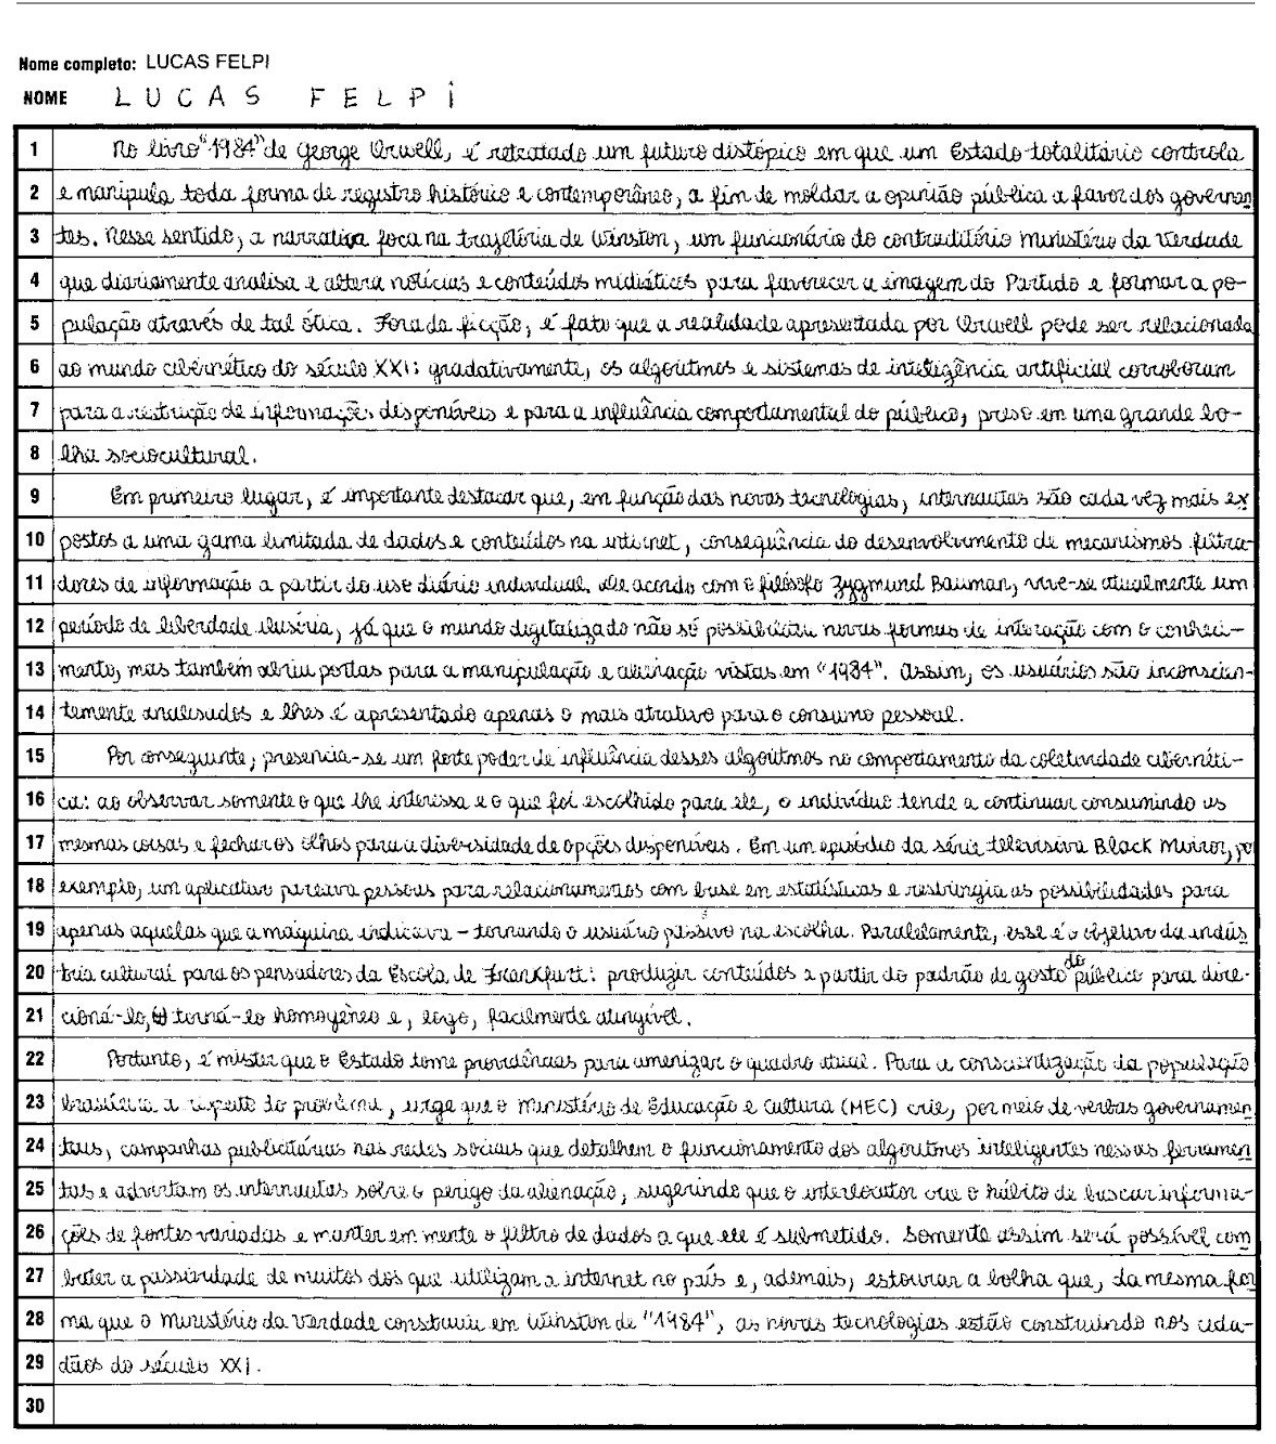 Nome completo: LUCAS FELPI
NOME LUCAS FELPI
1 No livro "1984" de George Orwell, é retratado um futuro distópico em que um Estado totalitário controla
2 e manipula toda forma de registro histórico e contemporâneo, a fim de moldar a opinião pública a favor dos governan
3 tes. Nesse sentido, a narrativa foca na trajetória de Winston, um funcionário do contraditório Ministério da Verdade
4 que diariamente analisa e altera notícias e conteúdos midiáticos para favorecer a imagem do Partido e formar a po-
5 pulação através de tal ótica. Fora da ficção, é fato que a realidade apresentada por Orwell pode ser relacionada
6 ao mundo cibernético do século XXI: gradativamente, os algoritmos e sistemas de inteligência artificial corroboram
7 para a restrição de informações disponíveis e para a influência comportamental do público, preso em uma grande bo-
8 lha sociocultural.
9 Em primeiro lugar, é importante destacar que, em função das novas tecnologias, internautas são cada vez mais ex
10 postos a uma gama limitada de dados e conteúdos na internet, consequência do desenvolvimento de mecanismos filtra-
11 dores de informação a partir do uso diário individual. De acordo com o filósofo Zygmund Bauman, vive-se atualmente um
12 período de liberdade ilusória, já que o mundo digitalizado não só possibilitou novas formas de interação com o conheci-
13 mento, mas também abriu portas para a manipulação e alienação vistas em "1984". Assim, os usuários são inconscien-
14 temente analisados e lhes é apresentado apenas o mais atrativo para o consumo pessoal.
15 Por conseguinte, presencia-se um forte poder de influência desses algoritmos no comportamento da coletividade cibernéti-
16 ca: ao observar somente o que lhe interessa e o que foi escolhido para ele, o indivíduo tende a continuar consumindo as
17 mesmas coisas e fechar os olhos para a diversidade de opções disponíveis. Em um episódio da série televisiva Black Mirror, por
18 exemplo, um aplicativo pareava pessoas para relacionamentos com base em estatísticas e restringia as possibilidades para
19 apenas aquelas que a máquina indicava – tornando o usuário passivo na escolha. Paralelamente, esse é o objetivo da indús
20 tria cultural para os pensadores da Escola de Frankfurt: produzir conteúdos a partir do padrão de gosto do público para dire-
21 cioná-lo, torná-lo homogêneo e, logo, facilmente atingível.
22 Portanto, é mister que o Estado tome providências para amenizar o quadro atual. Para a conscientização da população
23 brasileira a respeito do problema, urge que o Ministério de Educação e Cultura (MEC) crie, por meio de verbas governamen
24 tais, campanhas publicitárias nas redes sociais que detalhem o funcionamento dos algoritmos inteligentes nessas ferramen
25 tas e advirtam os internautas sobre o perigo da alienação, sugerindo que o interlocutor crie o hábito de buscar informa-
26 ções de fontes variadas e manter em mente o filtro de dados a que ele é submetido. Somente assim será possível com
27 bater a passividade de muitos dos que utilizam a internet no país e, ademais, estourar a bolha que, da mesma for
28 ma que o Ministério da Verdade construiu em Winston de "1984", as novas tecnologias estão construindo nos cida-
29 dãos do século XXI.
30